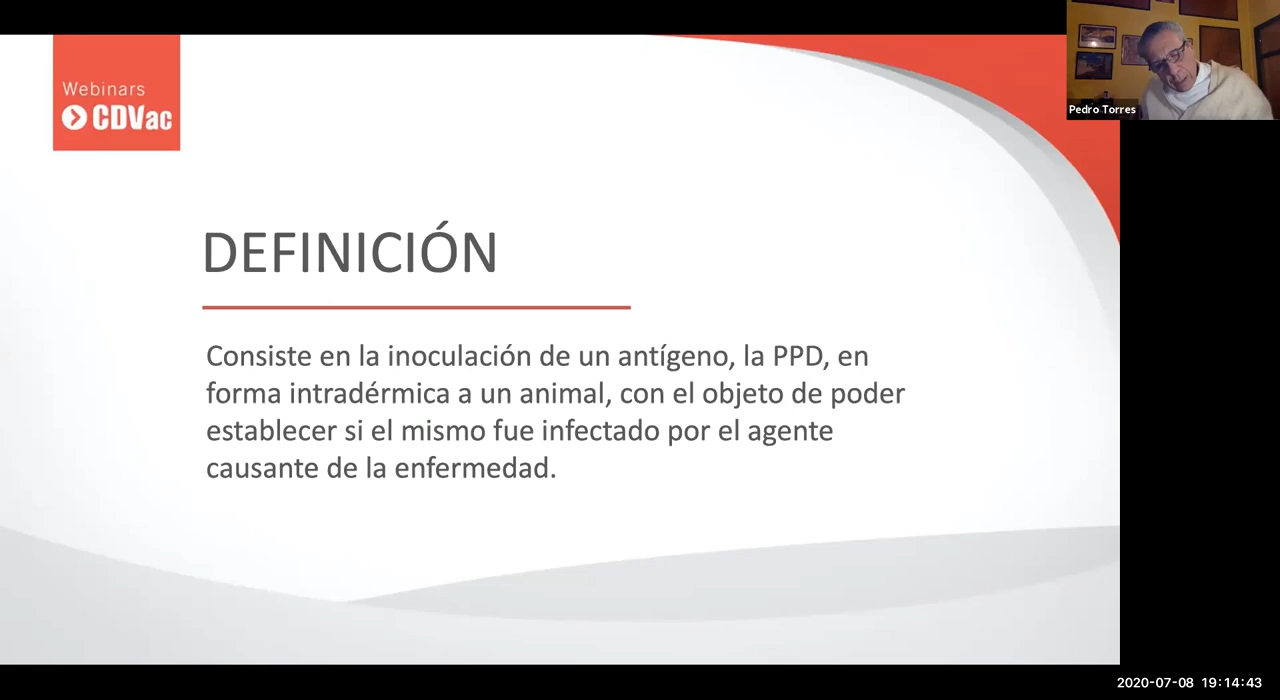 Webinars
CDVac
Pedro Torres
DEFINICIÓN
Consiste en la inoculación de un antígeno, la PPD, en
forma intradérmica a un animal, con el objeto de poder
establecer si el mismo fue infectado por el agente
causante de la enfermedad.
2020-07-08 19:14:43